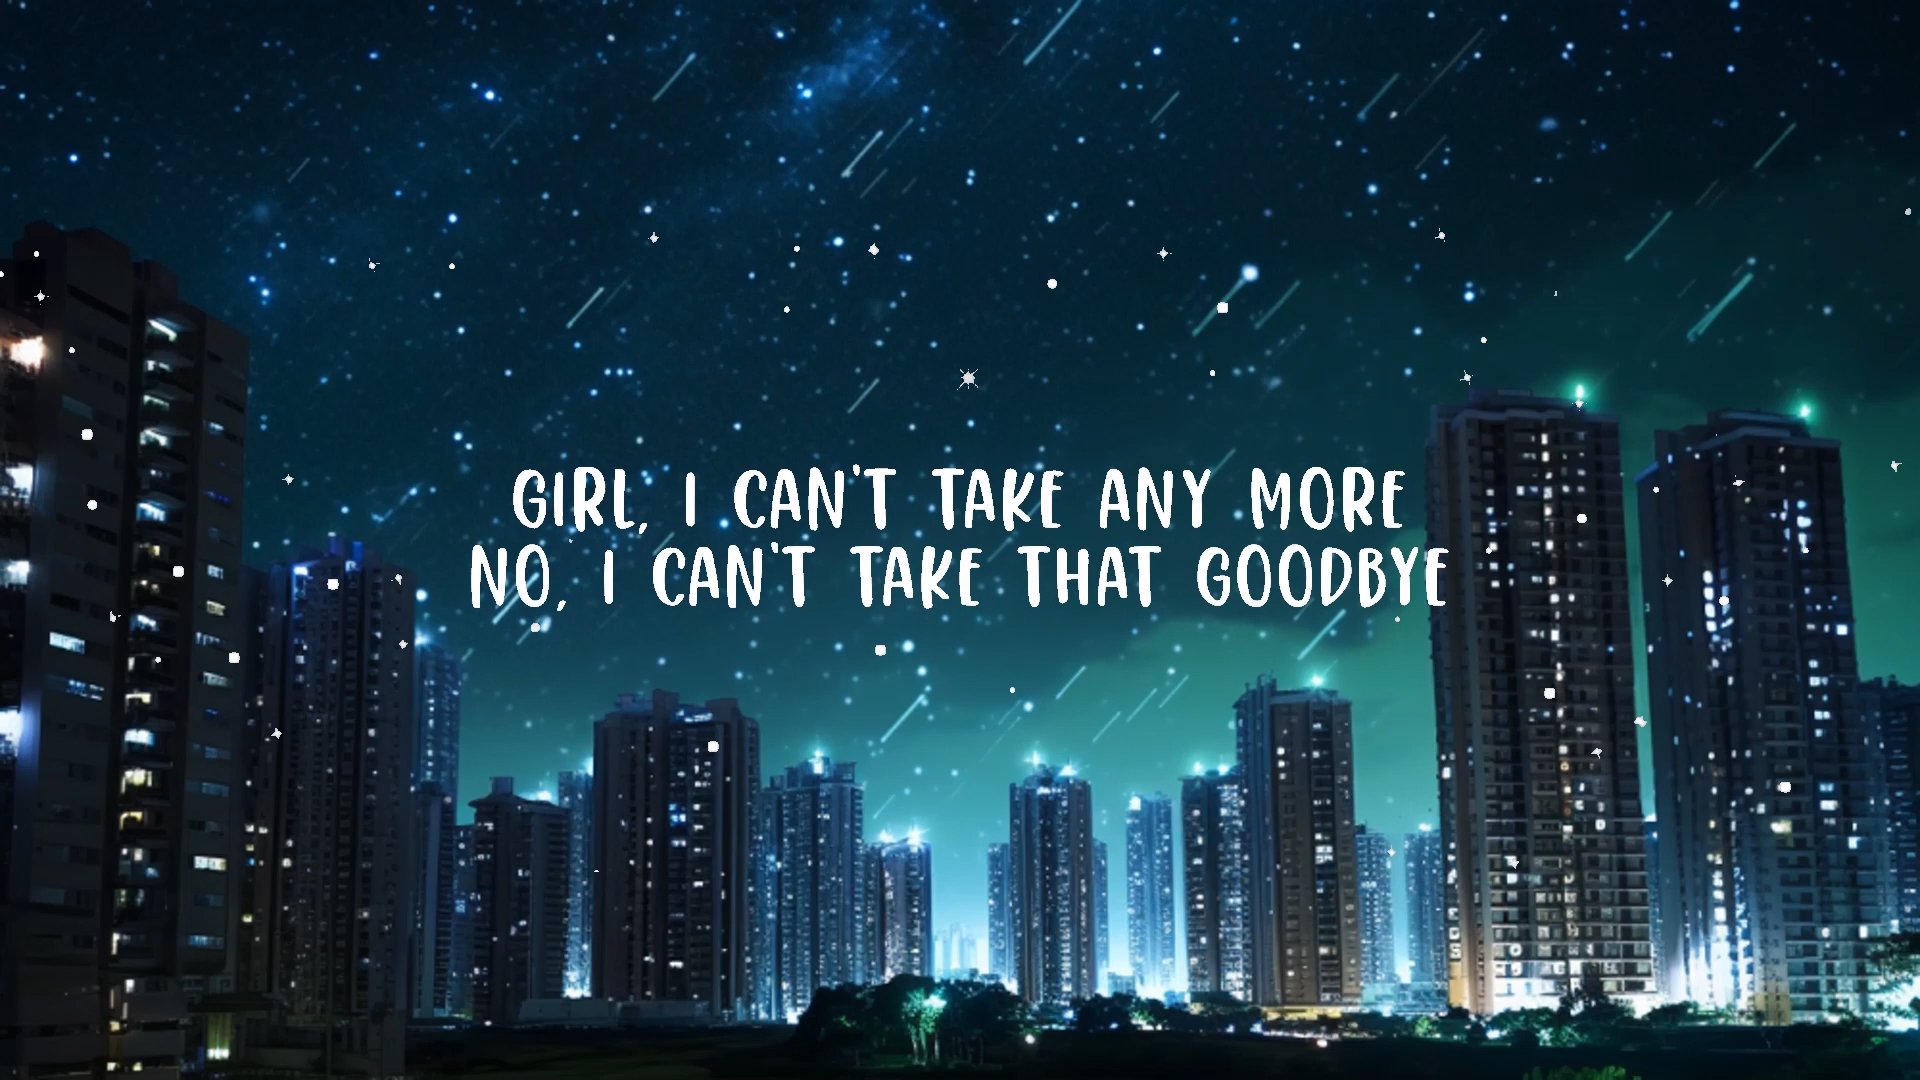 GIRL, I CAN'T TAKE ANY MORE
NO, I CAN'T TAKE THAT GOODBYE